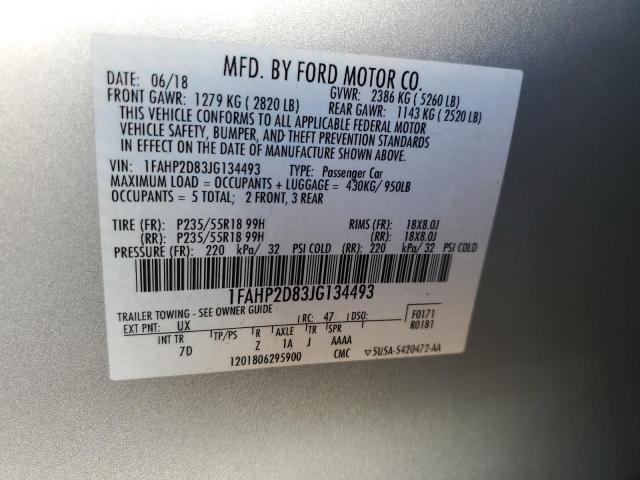 MFD. BY FORD MOTOR CO.
DATE: 06/18 GVWR: 2386 KG ( 5260 LB)
FRONT GAWR: 1279 KG ( 2820 LB) REAR GAWR: 1143 KG ( 2520 LB)
THIS VEHICLE CONFORMS TO ALL APPLICABLE FEDERAL MOTOR
VEHICLE SAFETY, BUMPER, AND THEFT PREVENTION STANDARDS
IN EFFECT ON THE DATE OF MANUFACTURE SHOWN ABOVE.
VIN: 1FAHP2D83JG134493 TYPE: Passenger Car
MAXIMUM LOAD = OCCUPANTS + LUGGAGE = 430KG/ 950LB
OCCUPANTS = 5 TOTAL; 2 FRONT, 3 REAR
TIRE (FR): P235/55R18 99H RIMS (FR): 18X8.0J
(RR): P235/55R18 99H (RR): 18X8.0J
PRESSURE (FR): 220 kPa/ 32 PSI COLD (RR): 220 kPa/ 32 PSI COLD
1FAHP2D83JG134493
TRAILER TOWING - SEE OWNER GUIDE
EXT PNT: UX RC: 47 DSO: F0171
INT TR TP/PS R AXLE TR SPR R0181
7D Z 1A J AAAA
1201806295900 CMC ▽5U5A-5420472-AA